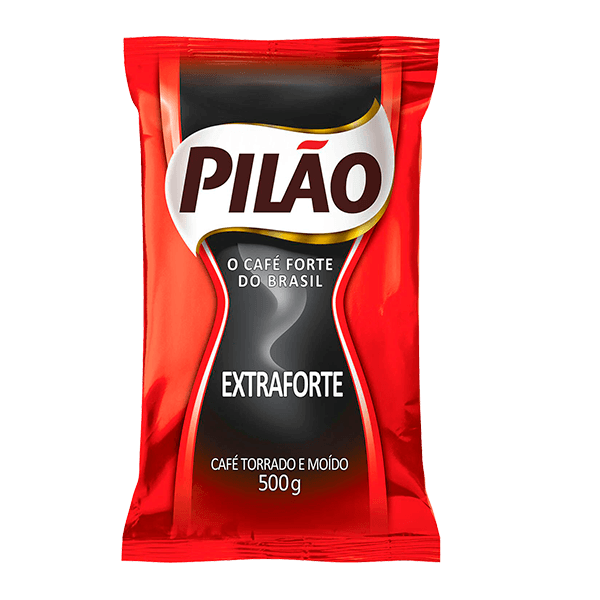 PILÃO
O CAFÉ FORTE
DO BRASIL
EXTRAFORTE
CAFÉ TORRADO E MOÍDO
500g